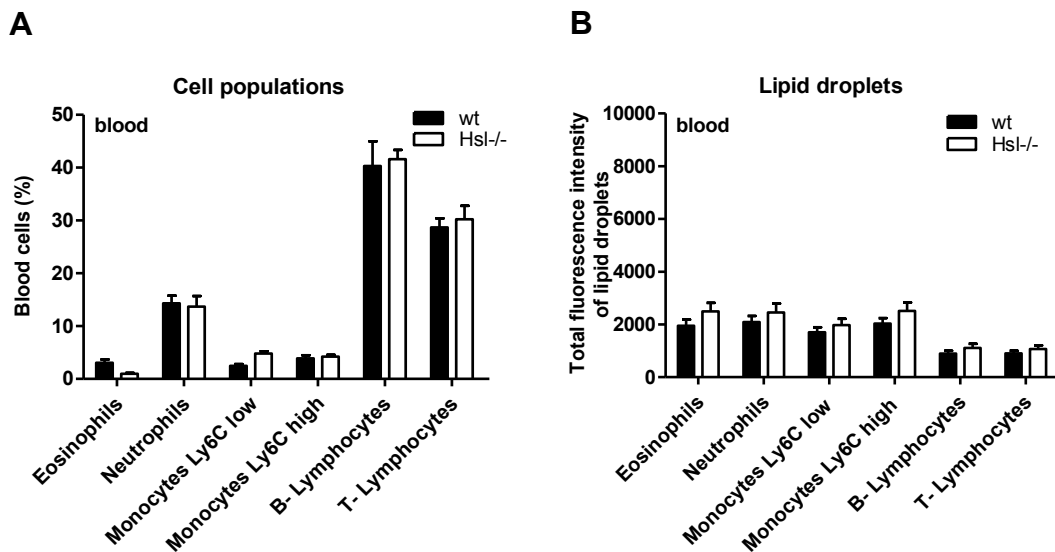 A
Cell populations
blood
wt
Hsl-/-
Blood cells (%)
50
40
30
20
10
0
Eosinophils
Neutrophils
Monocytes Ly6C low
Monocytes Ly6C high
B- Lymphocytes
T- Lymphocytes
B
Lipid droplets
blood
wt
Hsl-/-
Total fluorescence intensity
of lipid droplets
10000
8000
6000
4000
2000
0
Eosinophils
Neutrophils
Monocytes Ly6C low
Monocytes Ly6C high
B- Lymphocytes
T- Lymphocytes